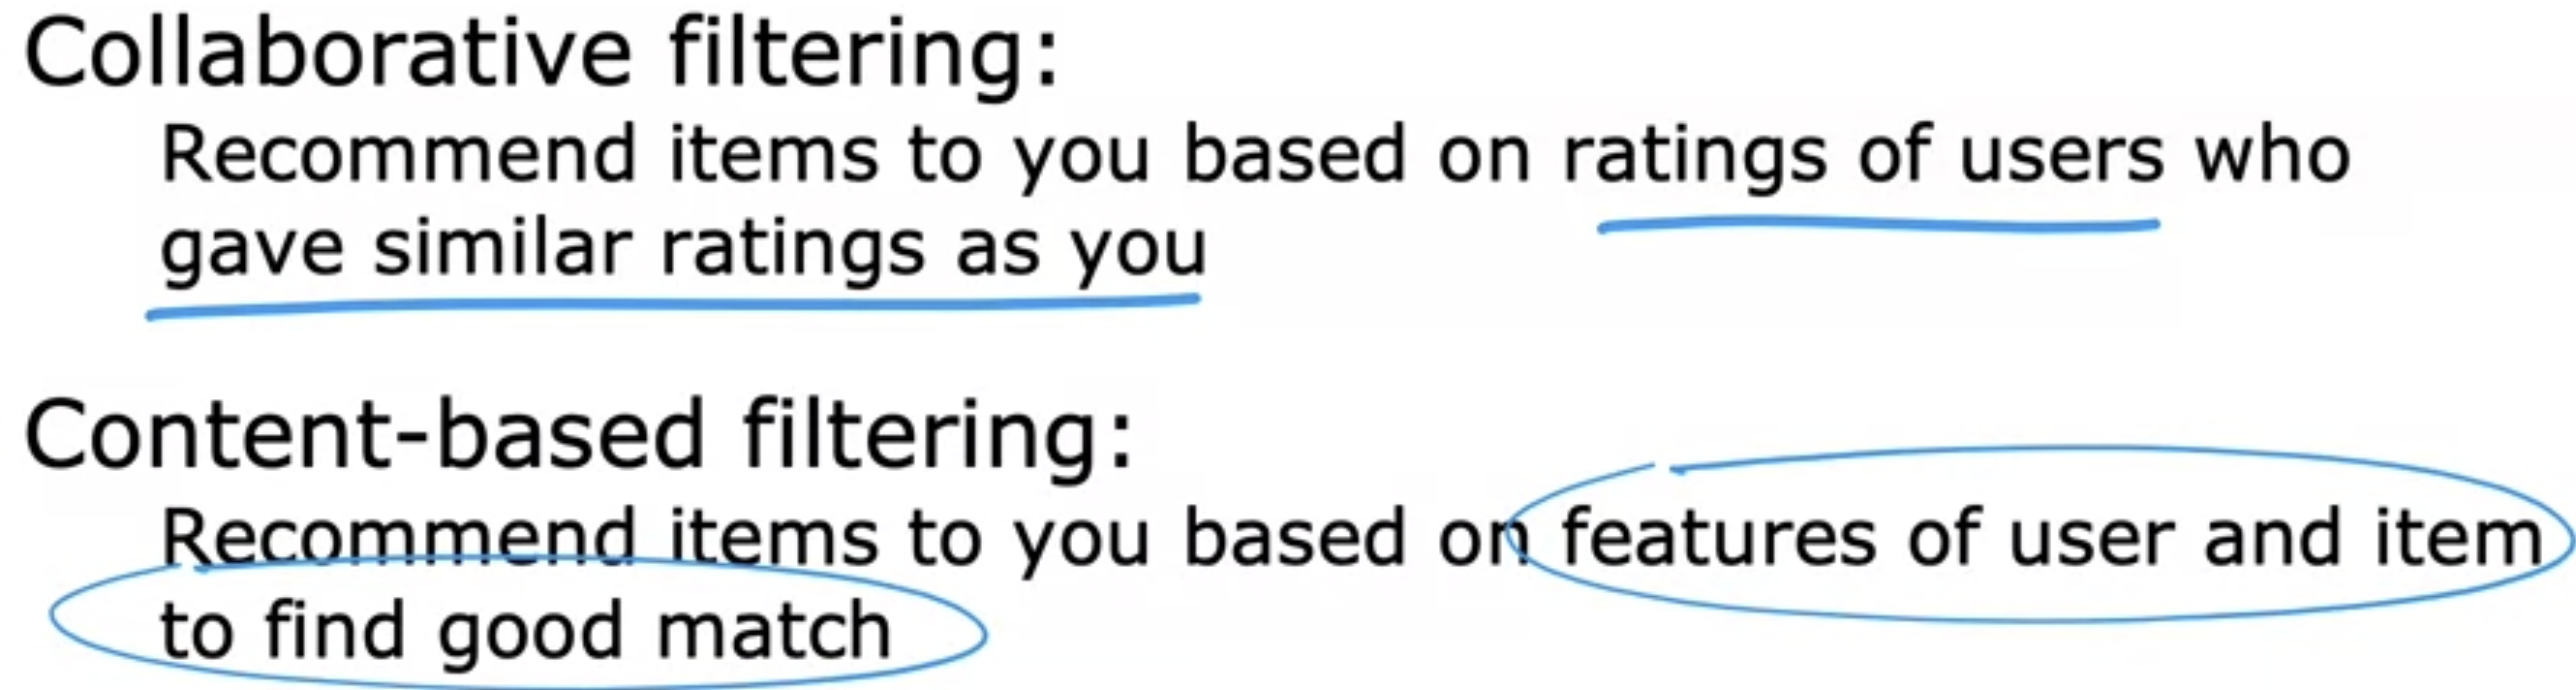 Collaborative filtering:
Recommend items to you based on ratings of users who
gave similar ratings as you
Content-based filtering:
Recommend items to you based on features of user and item
to find good match